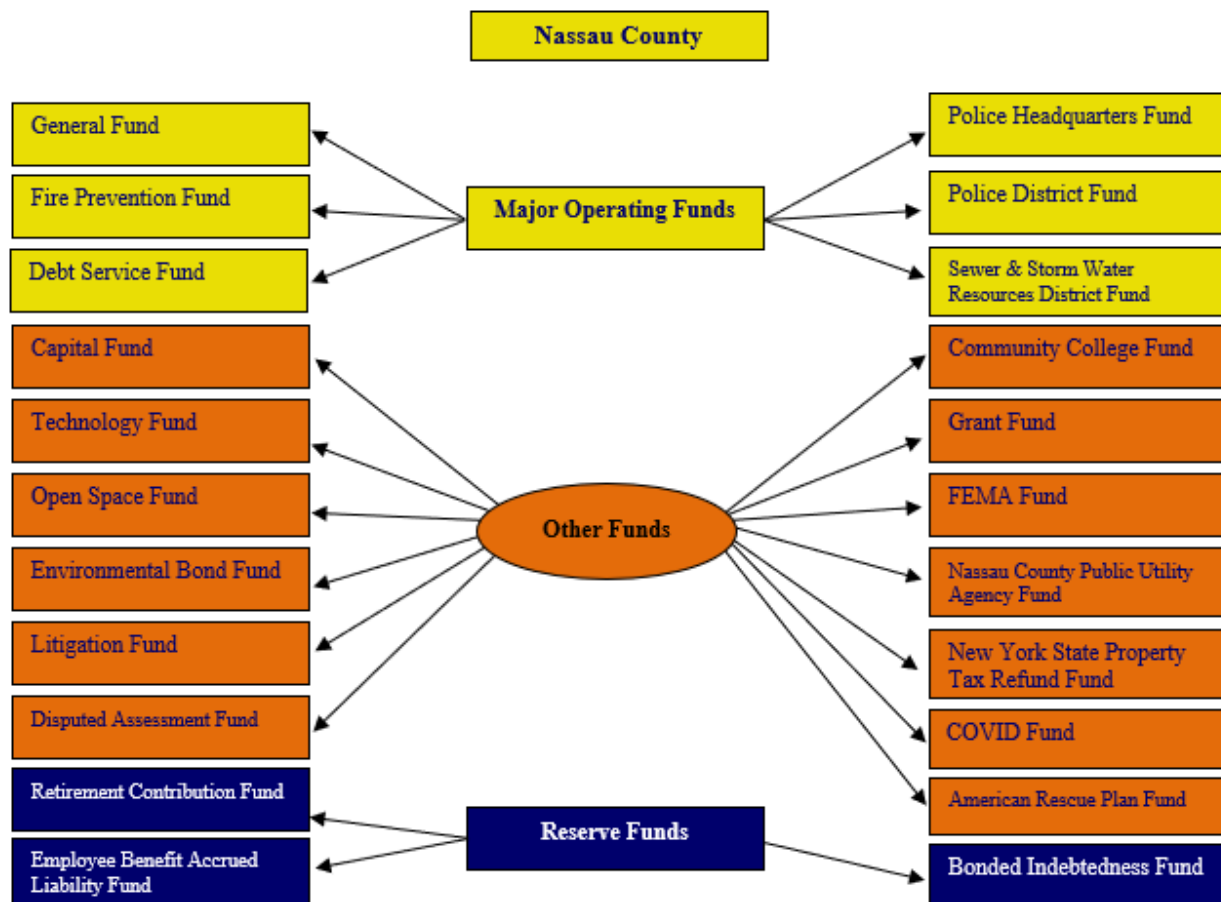 Nassau County
General Fund
Fire Prevention Fund
Debt Service Fund
Major Operating Funds
Police Headquarters Fund
Police District Fund
Sewer & Storm Water
Resources District Fund
Capital Fund
Technology Fund
Open Space Fund
Environmental Bond Fund
Litigation Fund
Disputed Assessment Fund
Other Funds
Community College Fund
Grant Fund
FEMA Fund
Nassau County Public Utility
Agency Fund
New York State Property
Tax Refund Fund
COVID Fund
American Rescue Plan Fund
Retirement Contribution Fund
Employee Benefit Accrued
Liability Fund
Reserve Funds
Bonded Indebtedness Fund